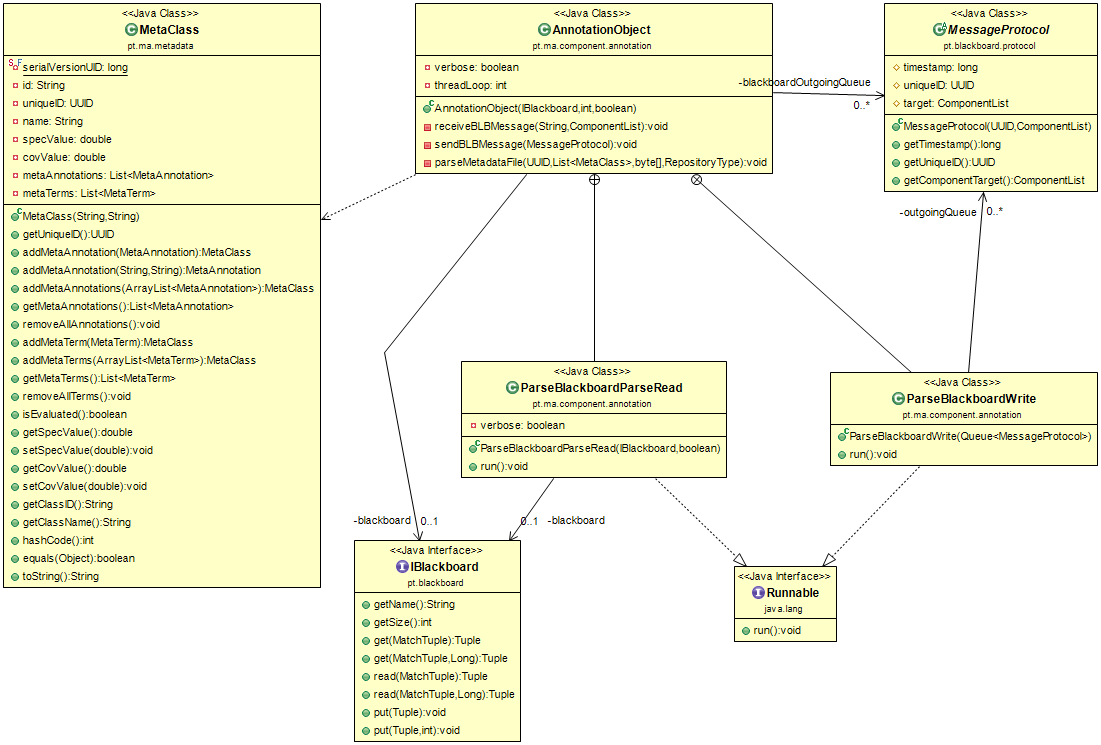 <<Java Class>>
MetaClass
pt.ma.metadata
serialVersionUID: long
id: String
uniqueID: UUID
name: String
specValue: double
covValue: double
metaAnnotations: List<MetaAnnotation>
metaTerms: List<MetaTerm>
MetaClass(String,String)
getUniqueID():UUID
addMetaAnnotation(MetaAnnotation):MetaClass
addMetaAnnotation(String,String):MetaAnnotation
addMetaAnnotations(ArrayList<MetaAnnotation>):MetaClass
getMetaAnnotations():List<MetaAnnotation>
removeAllAnnotations():void
addMetaTerm(MetaTerm):MetaClass
addMetaTerms(ArrayList<MetaTerm>):MetaClass
getMetaTerms():List<MetaTerm>
removeAllTerms():void
isEvaluated():boolean
getSpecValue():double
setSpecValue(double):void
getCovValue():double
setCovValue(double):void
getClassID():String
getClassName():String
hashCode():int
equals(Object):boolean
toString():String
<<Java Class>>
AnnotationObject
pt.ma.component.annotation
verbose: boolean
threadLoop: int
AnnotationObject(IBlackboard,int,boolean)
receiveBLBMessage(String,ComponentList):void
sendBLBMessage(MessageProtocol):void
parseMetadataFile(UUID,List<MetaClass>,byte[],RepositoryType):void
-blackboardOutgoingQueue
0..*
<<Java Class>>
MessageProtocol
pt.blackboard.protocol
timestamp: long
uniqueID: UUID
target: ComponentList
MessageProtocol(UUID,ComponentList)
getTimestamp():long
getUniqueID():UUID
getComponentTarget():ComponentList
-outgoingQueue 0..*
<<Java Class>>
ParseBlackboardParseRead
pt.ma.component.annotation
verbose: boolean
ParseBlackboardParseRead(IBlackboard,boolean)
run():void
<<Java Class>>
ParseBlackboardWrite
pt.ma.component.annotation
ParseBlackboardWrite(Queue<MessageProtocol>)
run():void
-blackboard 0..1
0..1 -blackboard
<<Java Interface>>
IBlackboard
pt.blackboard
getName():String
getSize():int
get(MatchTuple):Tuple
get(MatchTuple,Long):Tuple
read(MatchTuple):Tuple
read(MatchTuple,Long):Tuple
put(Tuple):void
put(Tuple,int):void
<<Java Interface>>
Runnable
java.lang
run():void